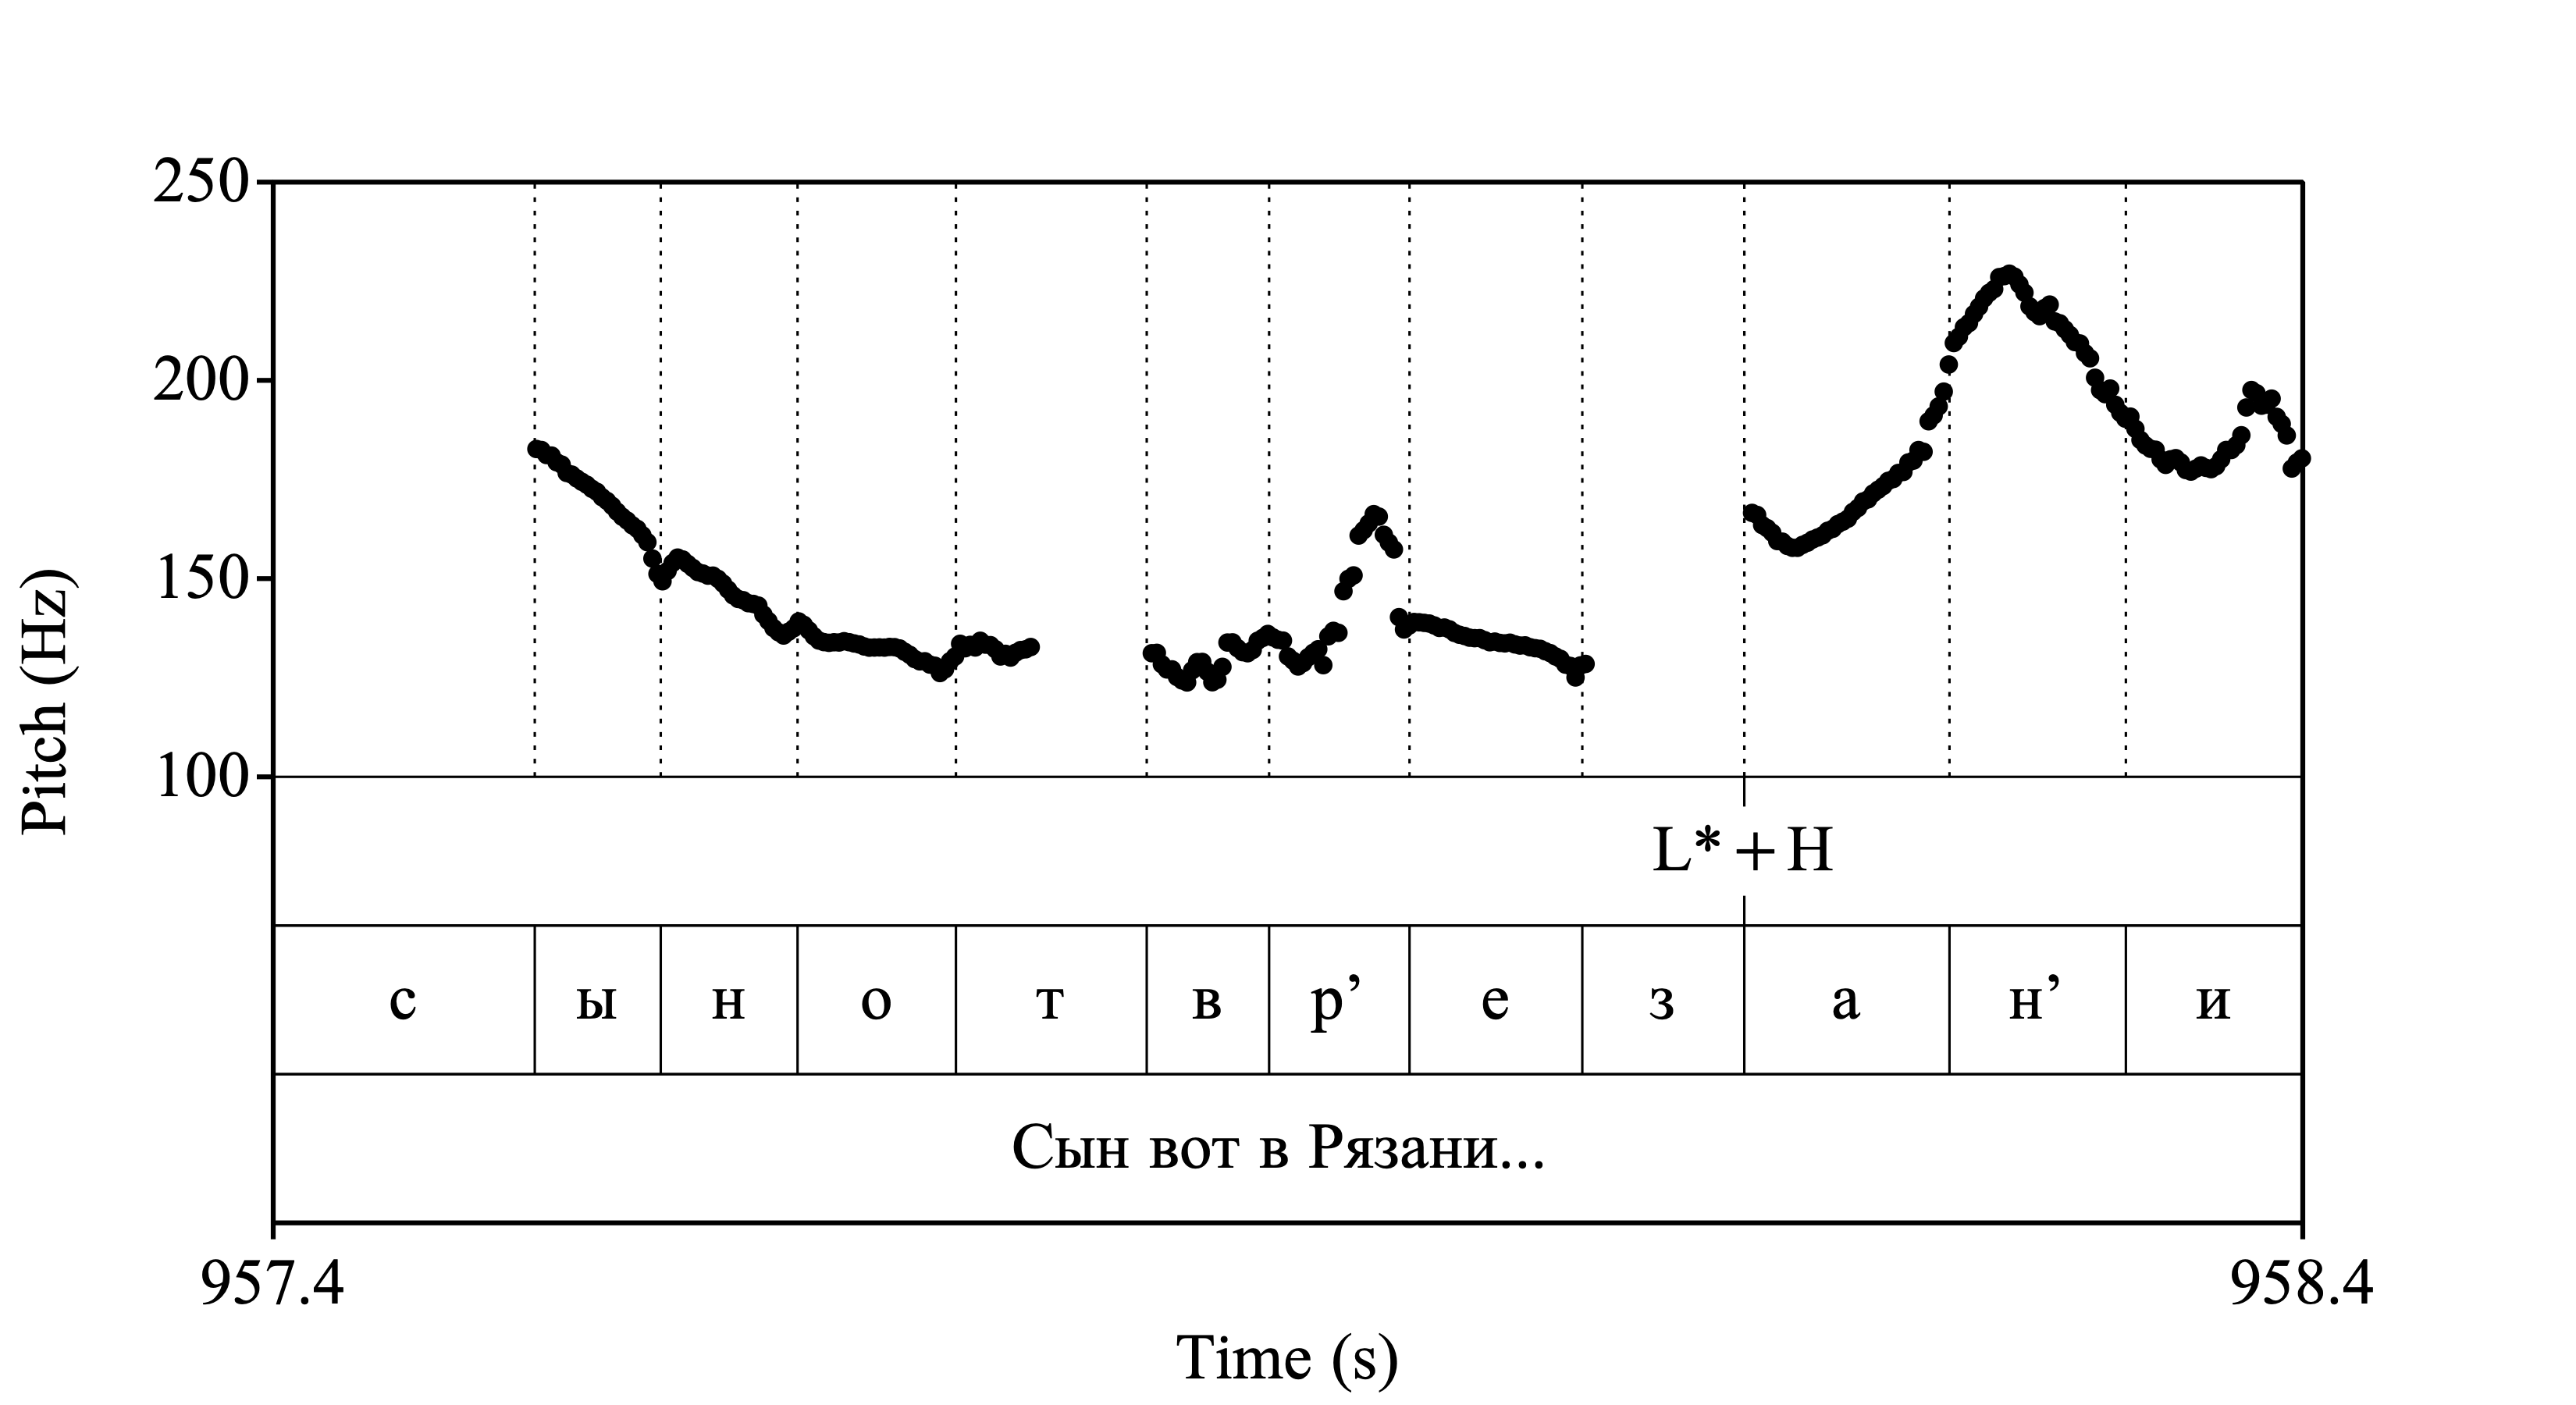 250
200
150
100
Pitch (Hz)
L*+H
с ы н о т в р’ е з а н’ и
Сын вот в Рязани...
957.4 958.4
Time (s)